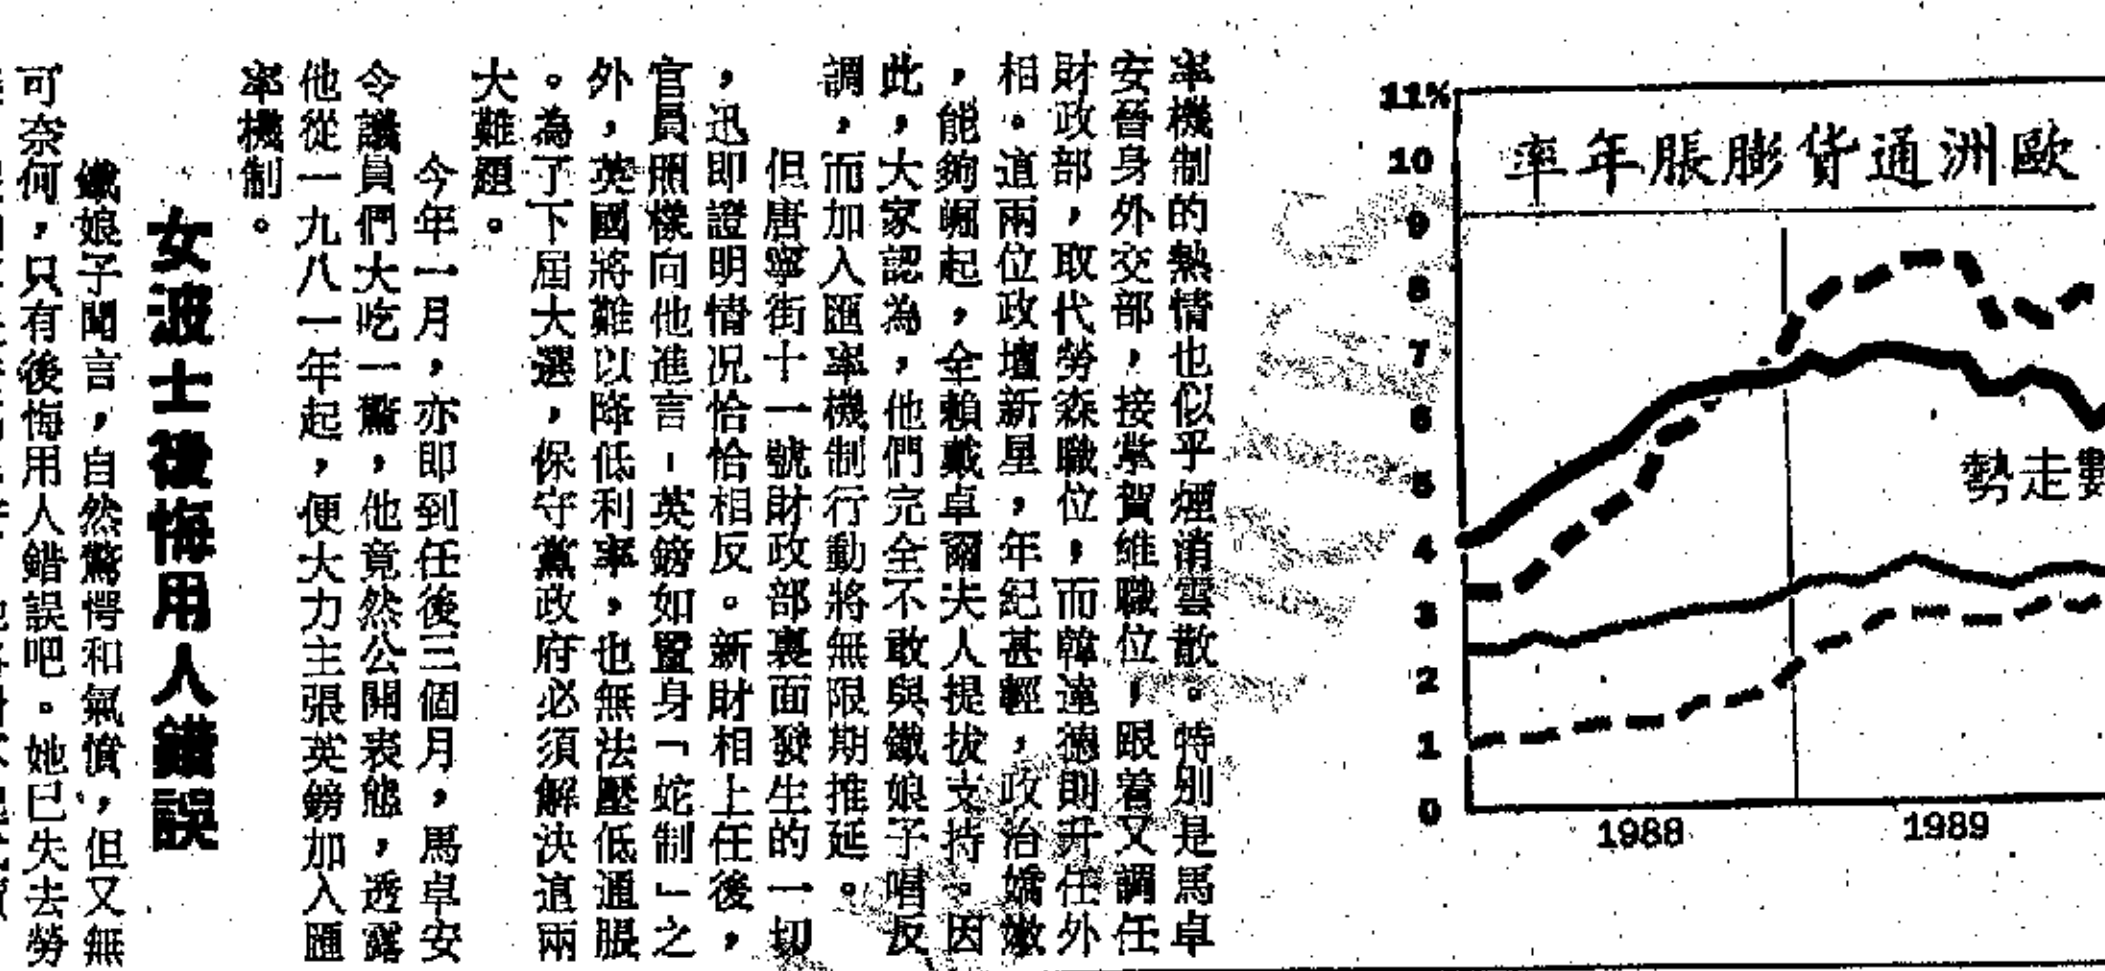 率機制的熱情也似乎煙消雲散。特別是馬卓
安晉身外交部，接掌賀維職位，跟着又調任
財政部，取代勞森職位，而韓達德則升任外
相。這兩位政壇新星，年紀甚輕，政治嬌嫩
，能夠崛起，全賴戴卓爾夫人提拔支持。因
此，大家認為，他們完全不敢與鐵娘子唱反
調，而加入匯率機制行動將無限期推延。
但唐寧街十一號財政部裏面發生的一切
，迅即證明情況恰恰相反。新財相上任後，
官員照樣向他進言－英鎊如置身「蛇制」之
外，英國將難以降低利率，也無法壓低通脹
。為了下屆大選，保守黨政府必須解決這兩
大難題。
今年一月，亦即到任後三個月，馬卓安
令議員們大吃一驚，他竟然公開表態，透露
他從一九八一年起，便大力主張英鎊加入匯
率機制。
女波士後悔用人錯誤
鐵娘子聞言，自然驚愕和氣憤，但又無
可奈何，只有後悔用人錯誤吧。她已失去勞
率年脹膨貨通洲歐
11%
10
9
8
7
6
5
4
3
2
1
0
勢走數
1988
1989